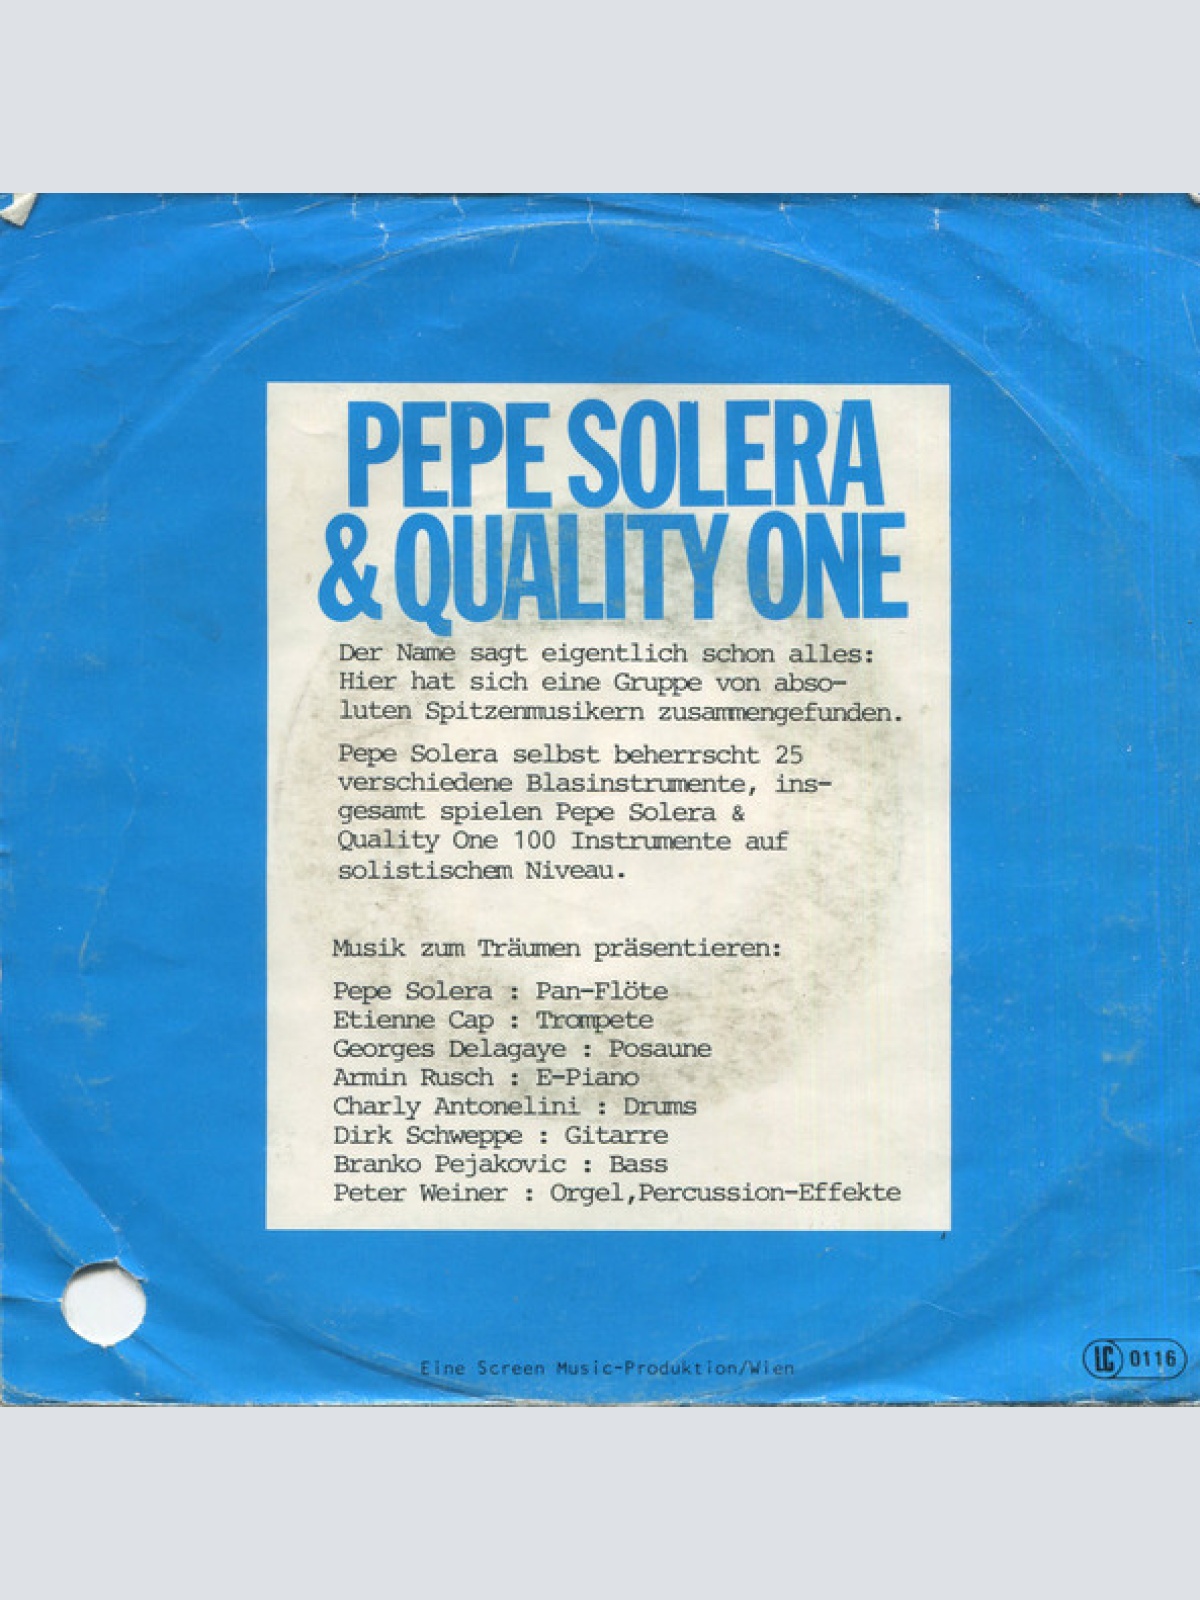 PEPE SOLERA
& QUALITY ONE
Der Name sagt eigentlich schon alles:
Hier hat sich eine Gruppe von abso-
luten Spitzenmusikern zusammengefunden.
Pepe Solera selbst beherrscht 25
verschiedene Blasinstrumente, ins-
gesamt spielen Pepe Solera &
Quality One 100 Instrumente auf
solistischem Niveau.
Musik zum Träumen präsentieren:
Pepe Solera : Pan-Flöte
Etienne Cap : Trompete
Georges Delagaye : Posaune
Armin Rusch : E-Piano
Charly Antonelini : Drums
Dirk Schweppe : Gitarre
Branko Pejakovic : Bass
Peter Weiner : Orgel,Percussion-Effekte
Eine Screen Music-Produktion/Wien
LC 0116